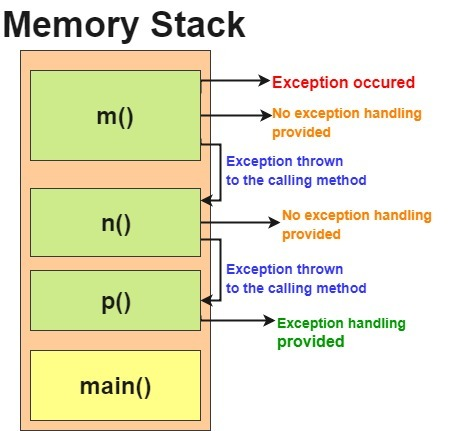 Memory Stack
m()
Exception occured
No exception handling
provided
Exception thrown
to the calling method
n()
No exception handling
provided
Exception thrown
to the calling method
p()
Exception handling
provided
main()